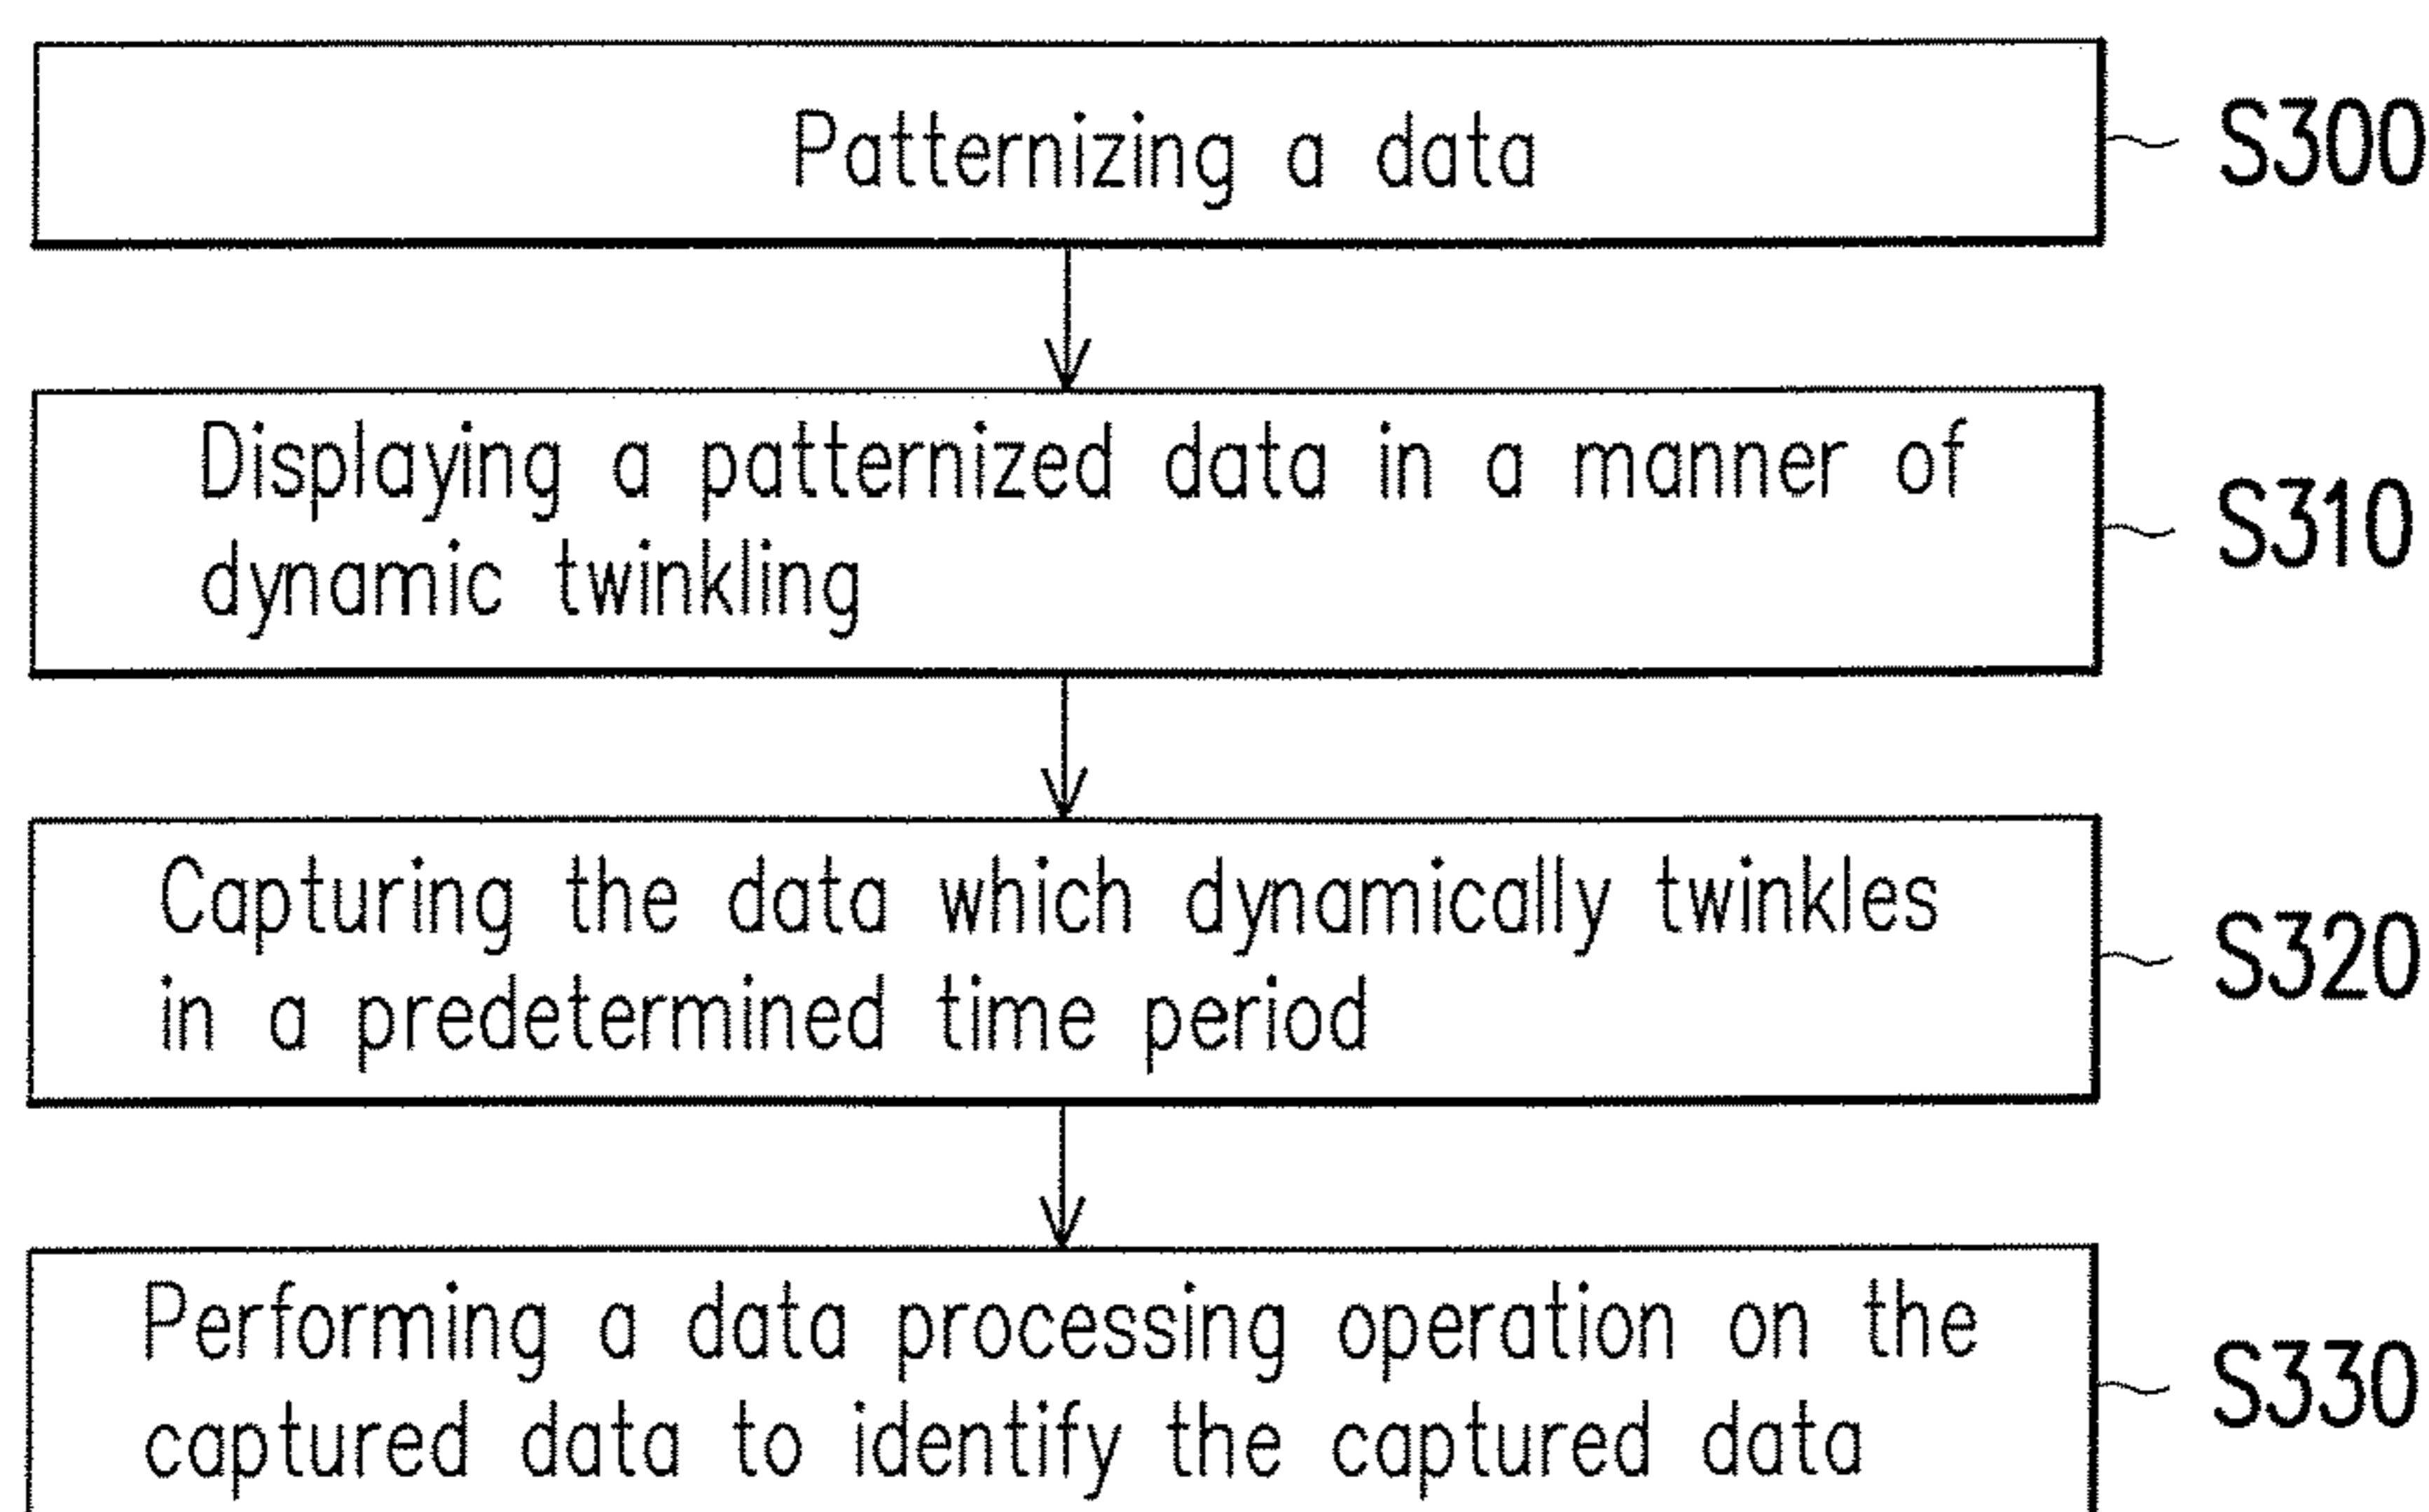 Patternizing a data
S300
Displaying a patternized data in a manner of
dynamic twinkling
S310
Capturing the data which dynamically twinkles
in a predetermined time period
S320
Performing a data processing operation on the
captured data to identify the captured data
S330